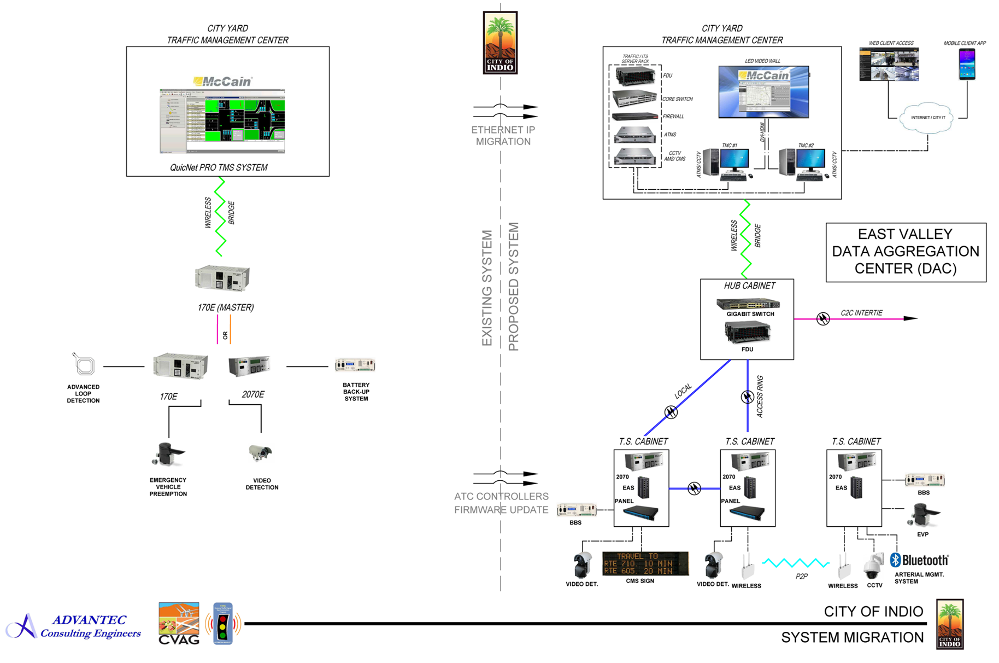 CITY YARD
TRAFFIC MANAGEMENT CENTER
McCain
QuicNet PRO TMS SYSTEM
WIRELESS
BRIDGE
170E (MASTER)
OR
ADVANCED
LOOP
DETECTION
170E
2070E
BATTERY
BACK-UP
SYSTEM
EMERGENCY
VEHICLE
PREEMPTION
VIDEO
DETECTION
CITY OF
INDIO
ETHERNET IP
MIGRATION
EXISTING SYSTEM
PROPOSED SYSTEM
ATC CONTROLLERS
FIRMWARE UPDATE
CITY YARD
TRAFFIC MANAGEMENT CENTER
TRAFFIC / ITS
SERVER RACK
FDU
CORE SWITCH
FIREWALL
ATMS
CCTV
AMS/ CMS
LED VIDEO WALL
McCain
DVI-HDMI
TMC #1
TMC #2
ATMS/ CCTV
ATMS/ CCTV
WEB CLIENT ACCESS
MOBILE CLIENT APP
INTERNET / CITY IT
WIRELESS
BRIDGE
EAST VALLEY
DATA AGGREGATION
CENTER (DAC)
HUB CABINET
GIGABIT SWITCH
FDU
C2C INTERTIE
LOCAL
ACCESS RING
T.S. CABINET
2070
EAS
PANEL
BBS
VIDEO DET.
TRAVEL TO
RTE 710. 10 MIN
RTE 605. 20 MIN
CMS SIGN
T.S. CABINET
2070
EAS
PANEL
VIDEO DET.
WIRELESS
P2P
T.S. CABINET
2070
EAS
BBS
EVP
WIRELESS
CCTV
Bluetooth
ARTERIAL MGMT.
SYSTEM
ADVANTEC
Consulting Engineers
CVAG
CITY OF INDIO
SYSTEM MIGRATION
CITY OF
INDIO